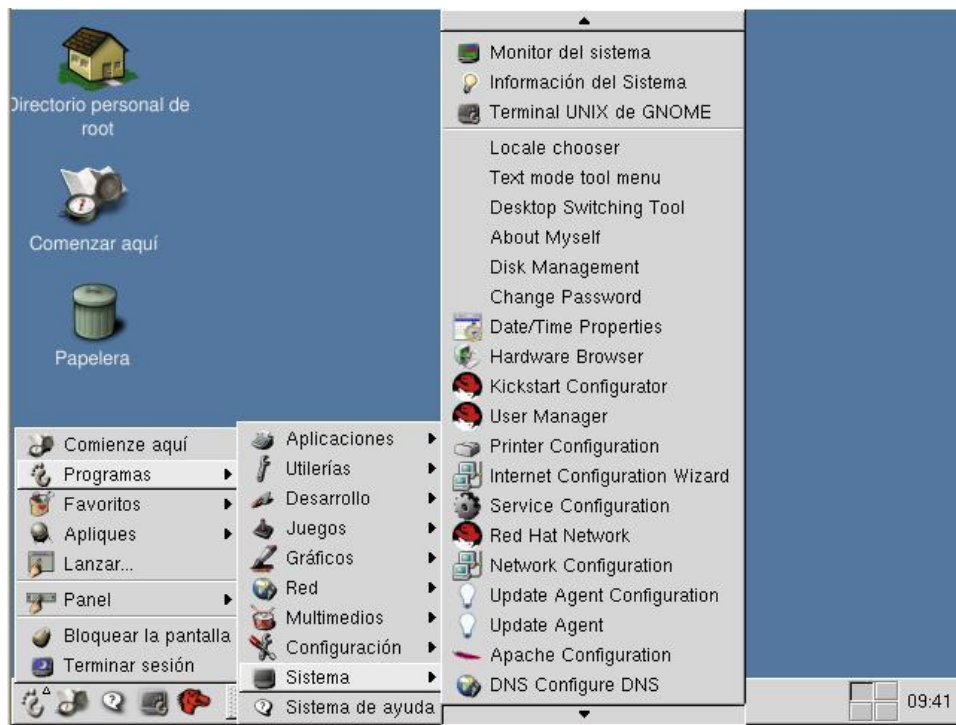 Directorio personal de
root
Comenzar aquí
Papelera
Comienze aquí
Programas
Favoritos
Apliques
Lanzar...
Panel
Bloquear la pantalla
Terminar sesión
Aplicaciones
Utilerías
Desarrollo
Juegos
Gráficos
Red
Multimedios
Configuración
Sistema
Sistema de ayuda
Monitor del sistema
Información del Sistema
Terminal UNIX de GNOME
Locale chooser
Text mode tool menu
Desktop Switching Tool
About Myself
Disk Management
Change Password
Date/Time Properties
Hardware Browser
Kickstart Configurator
User Manager
Printer Configuration
Internet Configuration Wizard
Service Configuration
Red Hat Network
Network Configuration
Update Agent Configuration
Update Agent
Apache Configuration
DNS Configure DNS
09:41